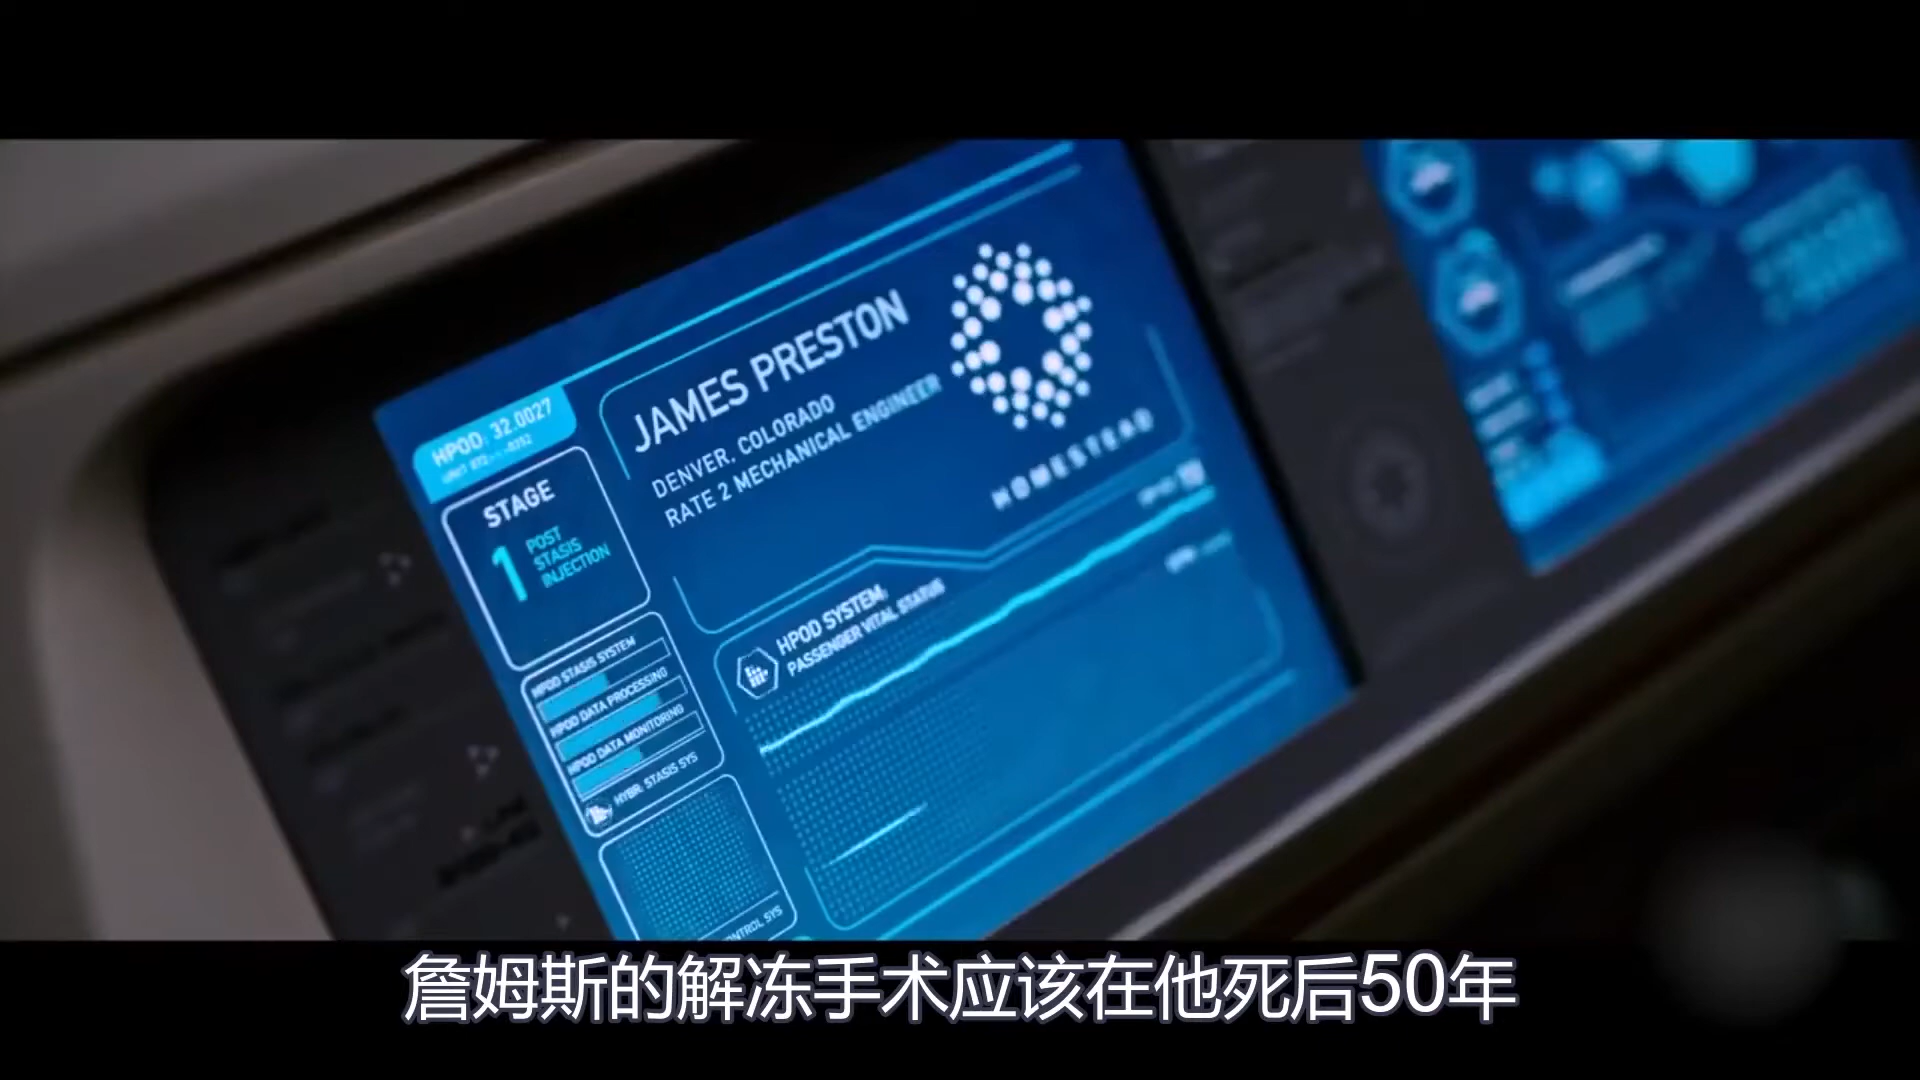 HPOD: 32.0027
STAGE
1 POST
STASIS
INJECTION
JAMES PRESTON
DENVER, COLORADO
RATE 2 MECHANICAL ENGINEER
HOMESTEAD
HPOD STASIS SYSTEM
HPOD DATA PROCESSING
HPOD DATA MONITORING
HYBR: STASIS SYS
HPOD SYSTEM,
PASSENGER VITAL STATUS
詹姆斯的解冻手术应该在他死后50年